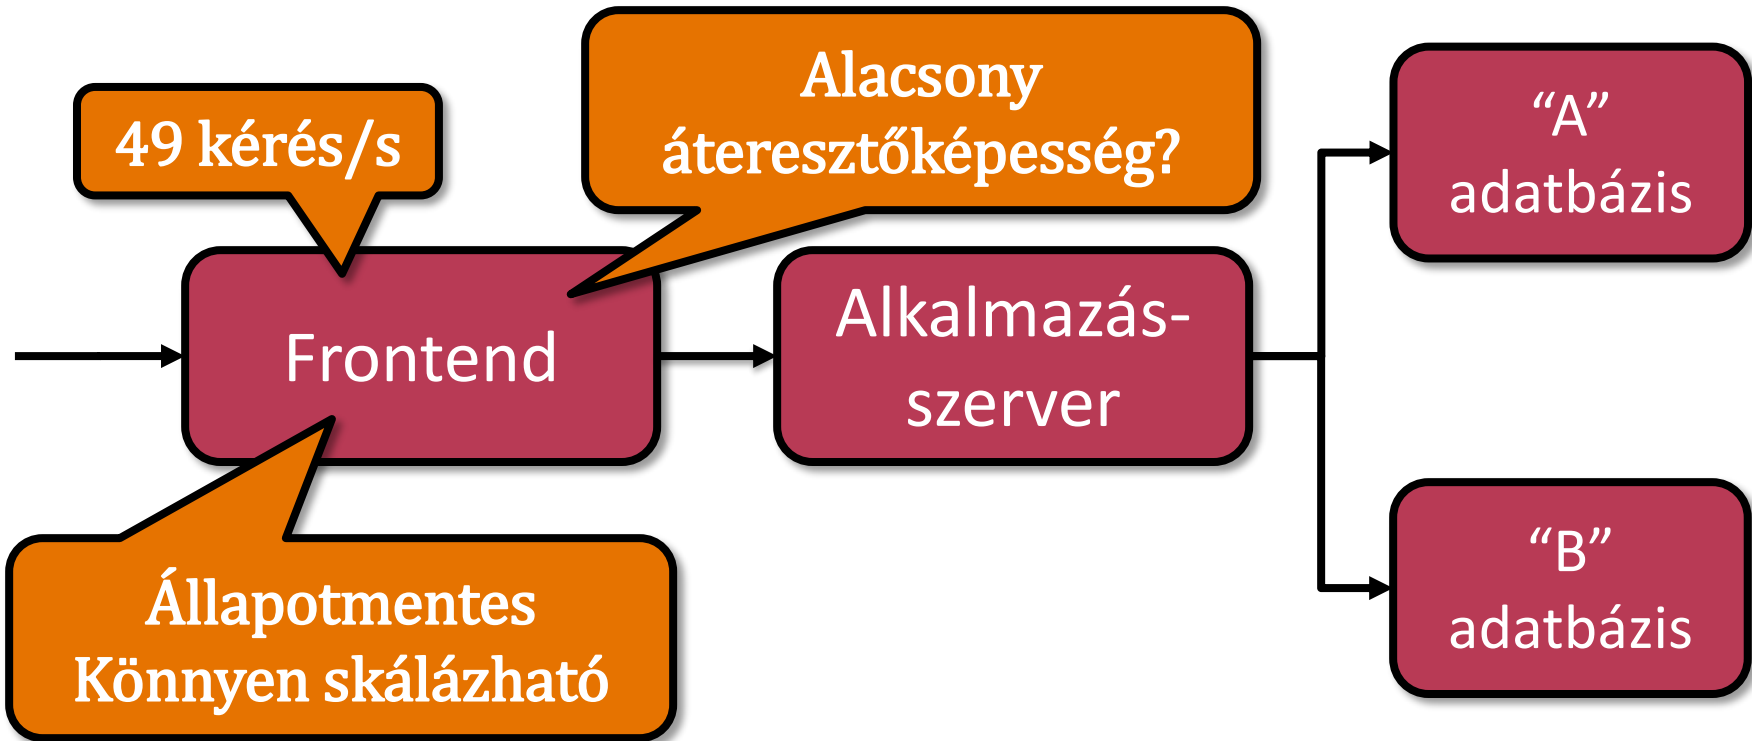 49 kérés/s
Alacsony
áteresztőképesség?
Frontend
Alkalmazás-
szerver
“A”
adatbázis
“B”
adatbázis
Állapotmentes
Könnyen skálázható